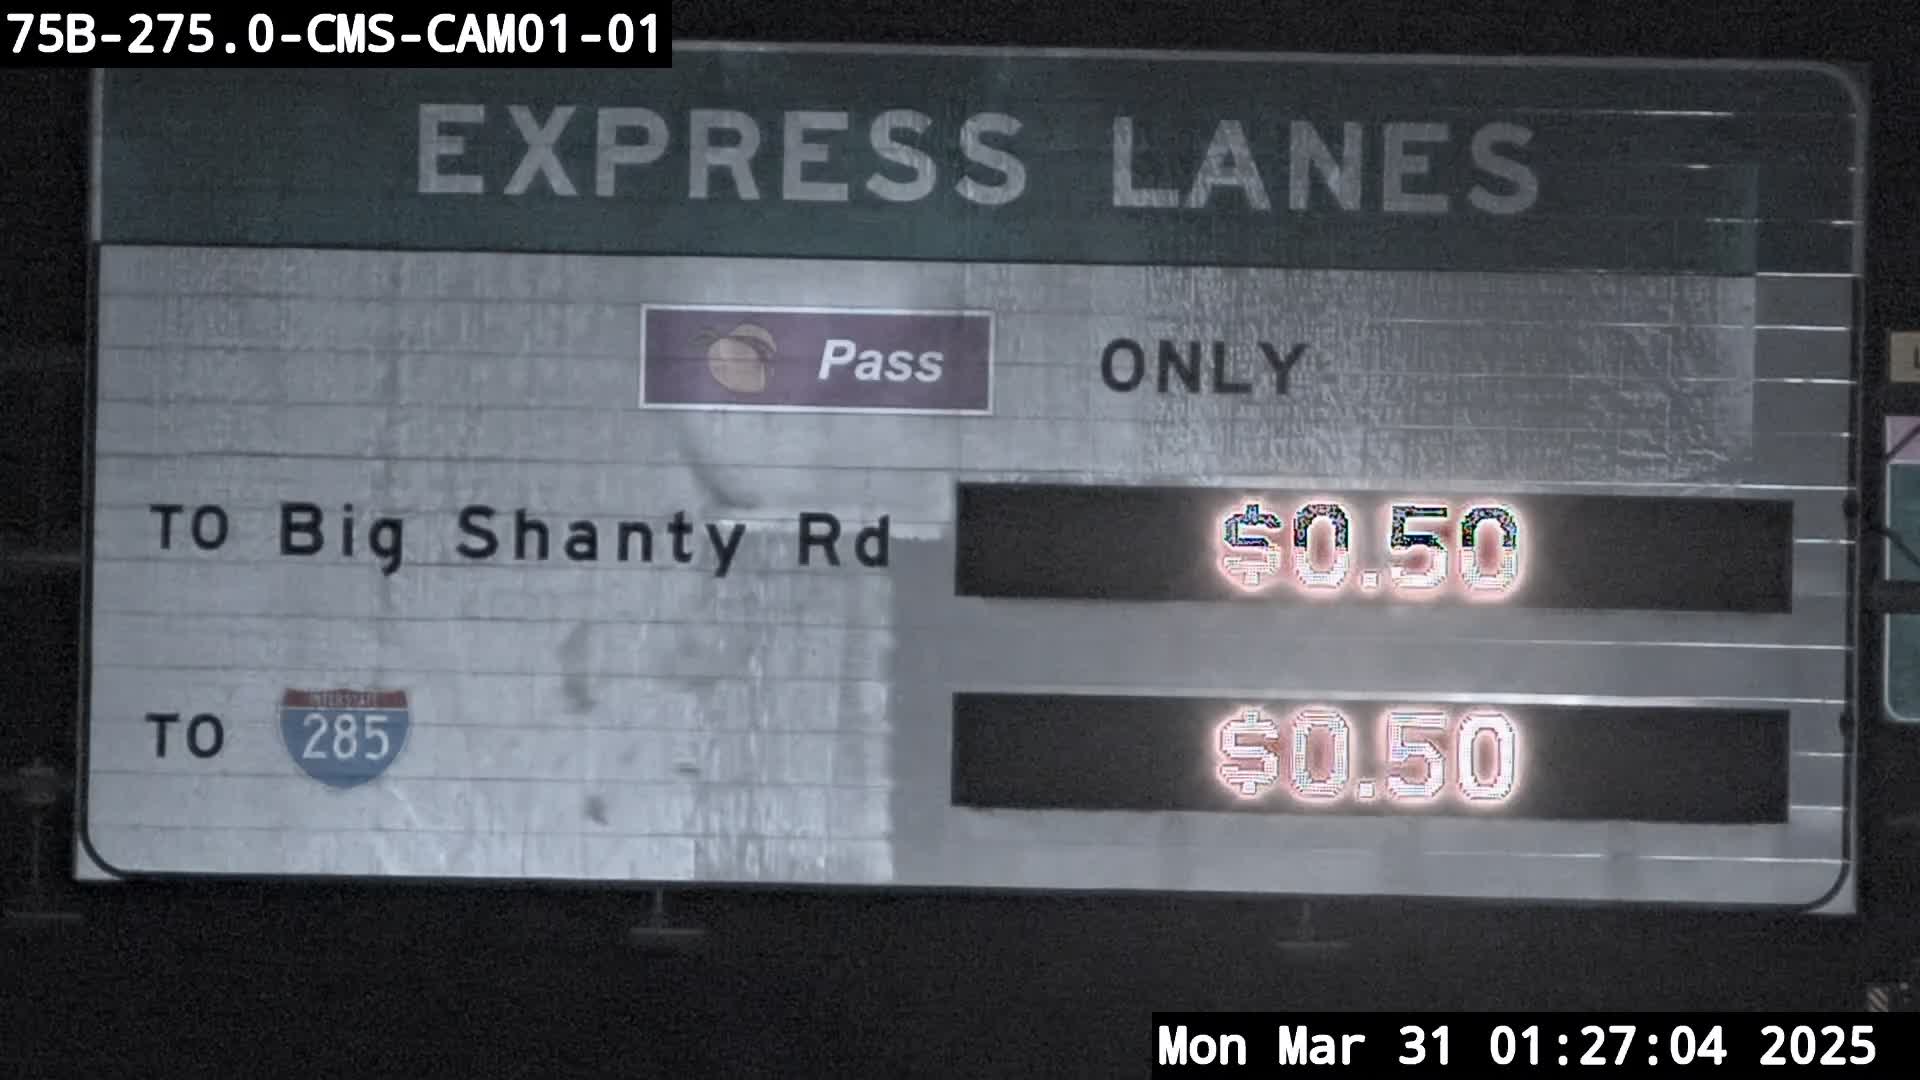 75B-275.0-CMS-CAM01-01
EXPRESS LANES
Pass ONLY
TO Big Shanty Rd $0.50
TO INTERSTATE 285 $0.50
Mon Mar 31 01:27:04 2025